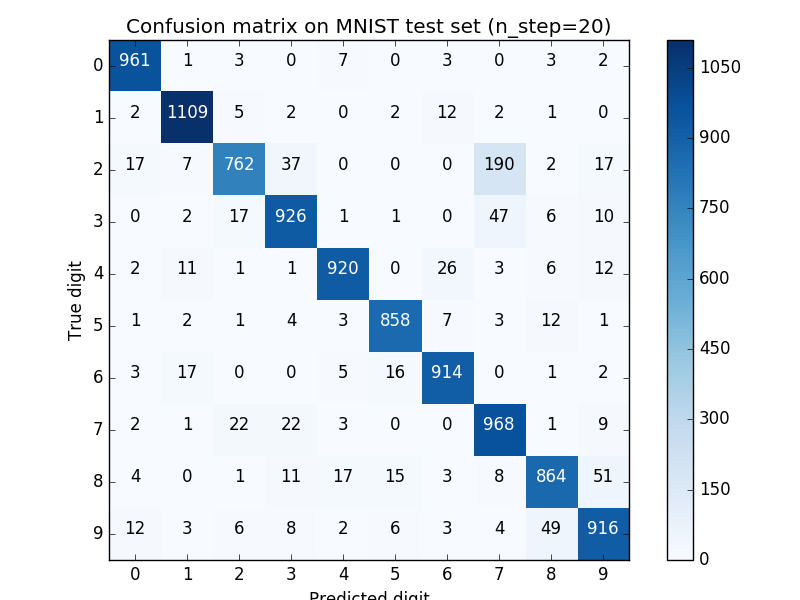 Confusion matrix on MNIST test set (n_step=20)
0 961 1 3 0 7 0 3 0 3 2
1 2 1109 5 2 0 2 12 2 1 0
2 17 7 762 37 0 0 0 190 2 17
3 0 2 17 926 1 1 0 47 6 10
4 2 11 1 1 920 0 26 3 6 12
5 1 2 1 4 3 858 7 3 12 1
6 3 17 0 0 5 16 914 0 1 2
7 2 1 22 22 3 0 0 968 1 9
8 4 0 1 11 17 15 3 8 864 51
9 12 3 6 8 2 6 3 4 49 916
0 1 2 3 4 5 6 7 8 9
Predicted digit
True digit
1050
900
750
600
450
300
150
0